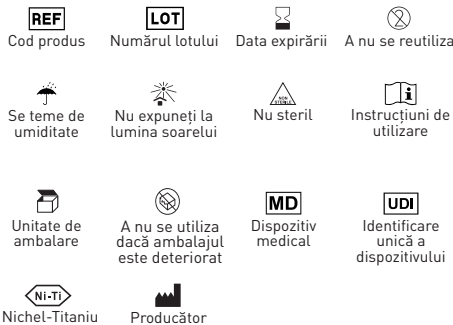 REF
Cod produs
LOT
Numărul lotului
Data expirării
2
A nu se reutiliza
Se teme de
umiditate
Nu expuneți la
lumina soarelui
NON
STERILE
Nu steril
i
Instrucțiuni de
utilizare
Unitate de
ambalare
A nu se utiliza
dacă ambalajul
este deteriorat
MD
Dispozitiv
medical
UDI
Identificare
unică a
dispozitivului
Ni-Ti
Nichel-Titaniu
Producător